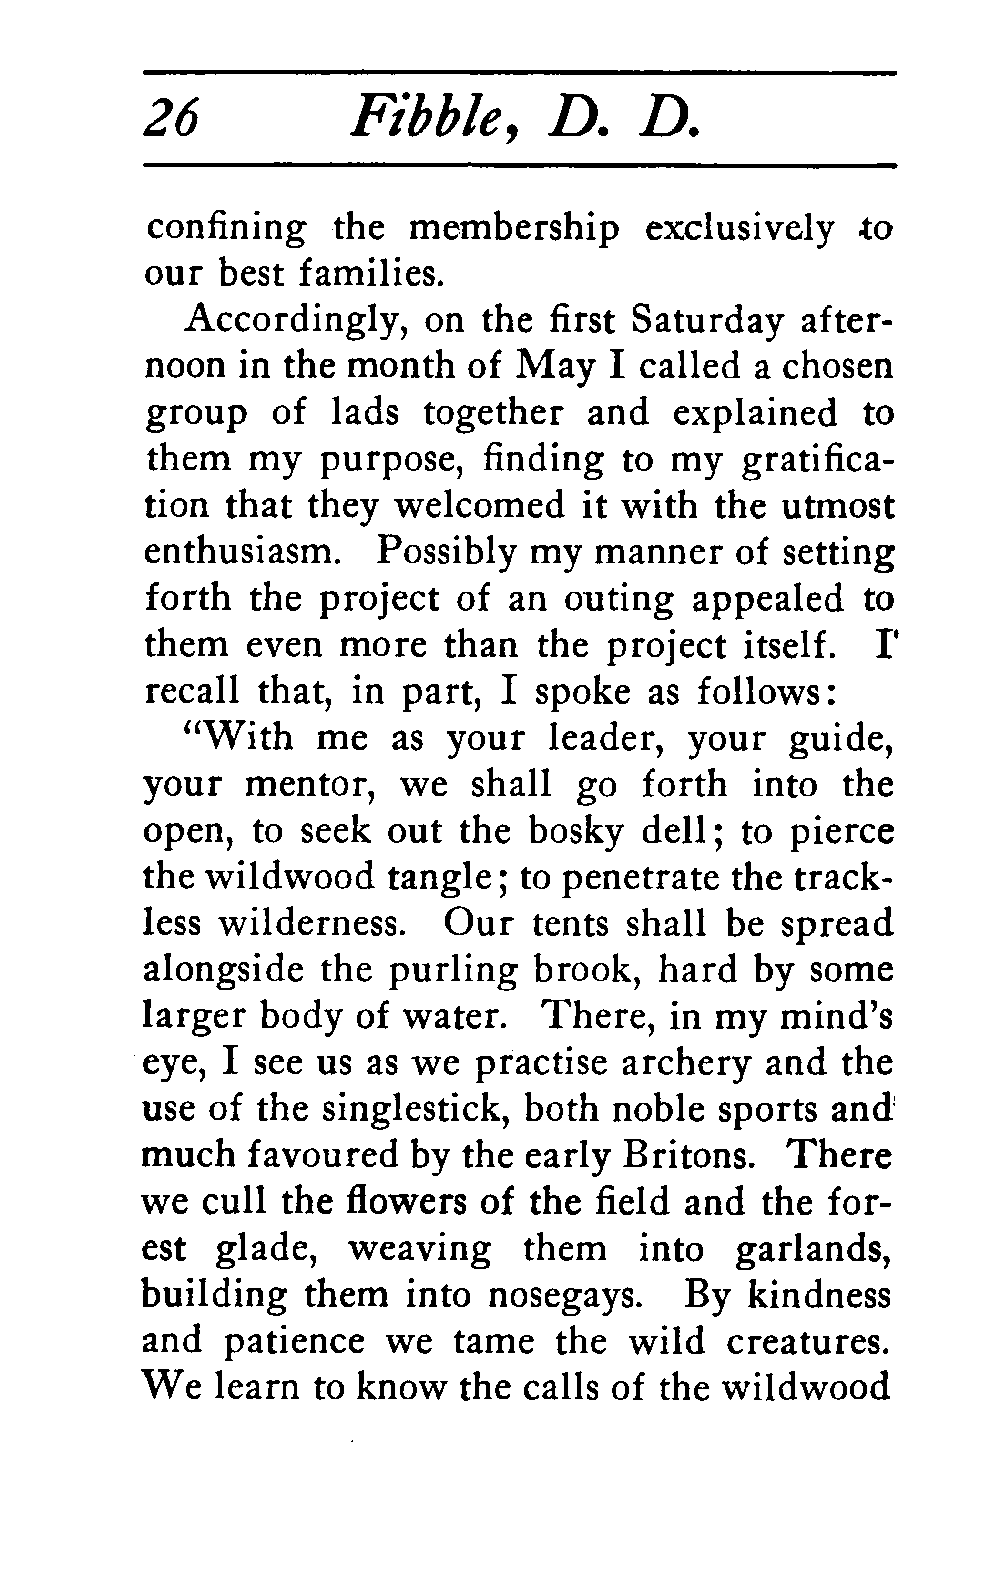 26 Fibble, D. D.
confining the membership exclusively to
our best families.
Accordingly, on the first Saturday after-
noon in the month of May I called a chosen
group of lads together and explained to
them my purpose, finding to my gratifica-
tion that they welcomed it with the utmost
enthusiasm. Possibly my manner of setting
forth the project of an outing appealed to
them even more than the project itself. I
recall that, in part, I spoke as follows:
"With me as your leader, your guide,
your mentor, we shall go forth into the
open, to seek out the bosky dell; to pierce
the wildwood tangle; to penetrate the track-
less wilderness. Our tents shall be spread
alongside the purling brook, hard by some
larger body of water. There, in my mind's
eye, I see us as we practise archery and the
use of the singlestick, both noble sports and
much favoured by the early Britons. There
we cull the flowers of the field and the for-
est glade, weaving them into garlands,
building them into nosegays. By kindness
and patience we tame the wild creatures.
We learn to know the calls of the wildwood